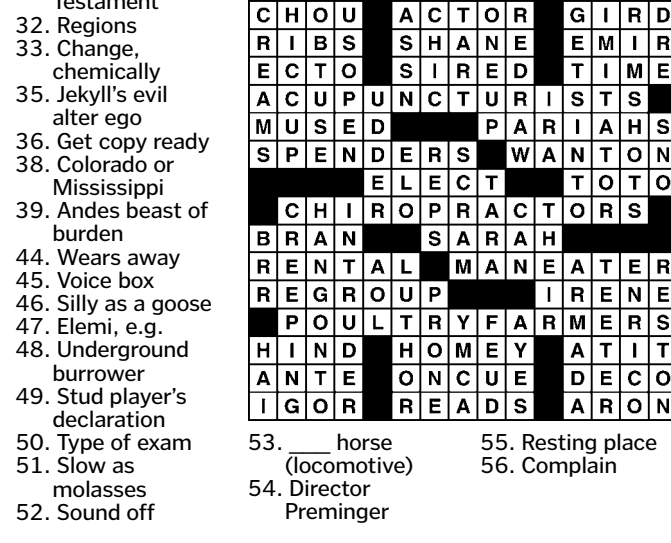 Testament
32. Regions
33. Change,
chemically
35. Jekyll's evil
alter ego
36. Get copy ready
38. Colorado or
Mississippi
39. Andes beast of
burden
44. Wears away
45. Voice box
46. Silly as a goose
47. Elemi, e.g.
48. Underground
burrower
49. Stud player's
declaration
50. Type of exam
51. Slow as
molasses
52. Sound off
C H O U A C T O R G I R D
R I B S S H A N E E M I R
E C T O S I R E D T I M E
A C U P U N C T U R I S T S
M U S E D P A R I A H S
S P E N D E R S W A N T O N
E L E C T T O T O
C H I R O P R A C T O R S
B R A N S A R A H
R E N T A L M A N E A T E R
R E G R O U P I R E N E
P O U L T R Y F A R M E R S
H I N D H O M E Y A T I T
A N T E O N C U E D E C O
I G O R R E A D S A R O N
53. ____ horse
(locomotive)
54. Director
Preminger
55. Resting place
56. Complain